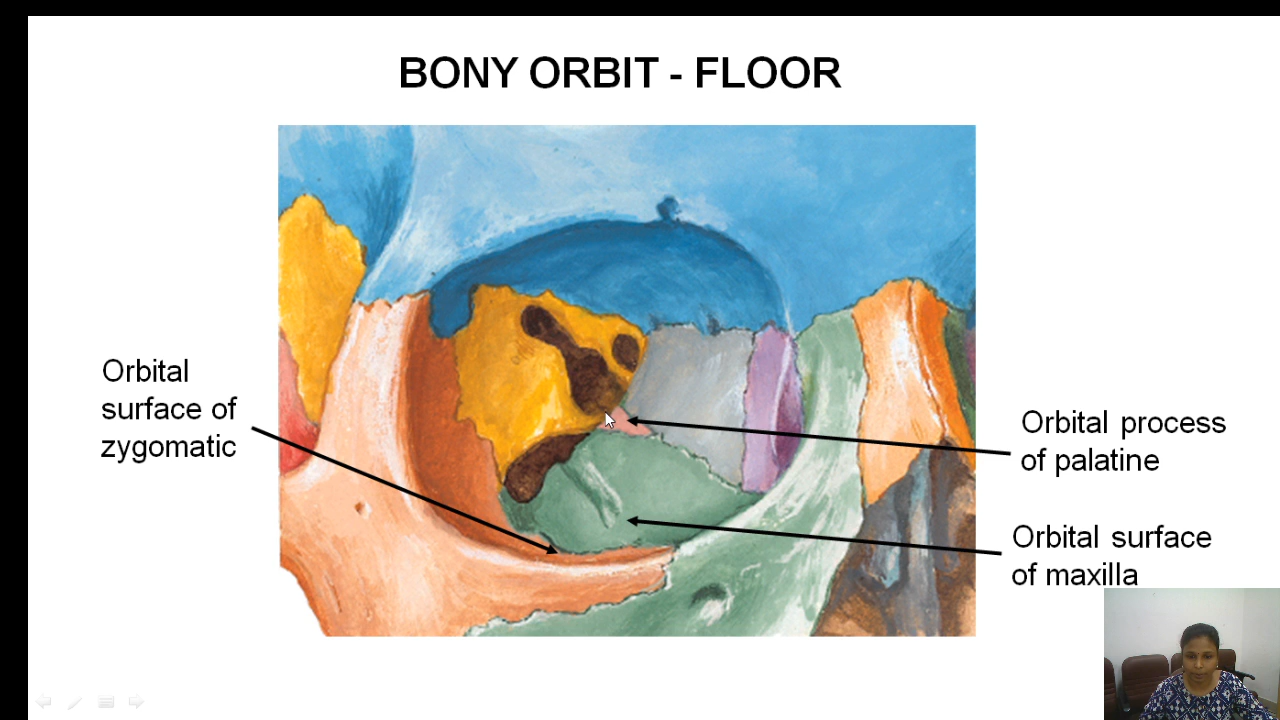 BONY ORBIT - FLOOR
Orbital
surface of
zygomatic
Orbital process
of palatine
Orbital surface
of maxilla